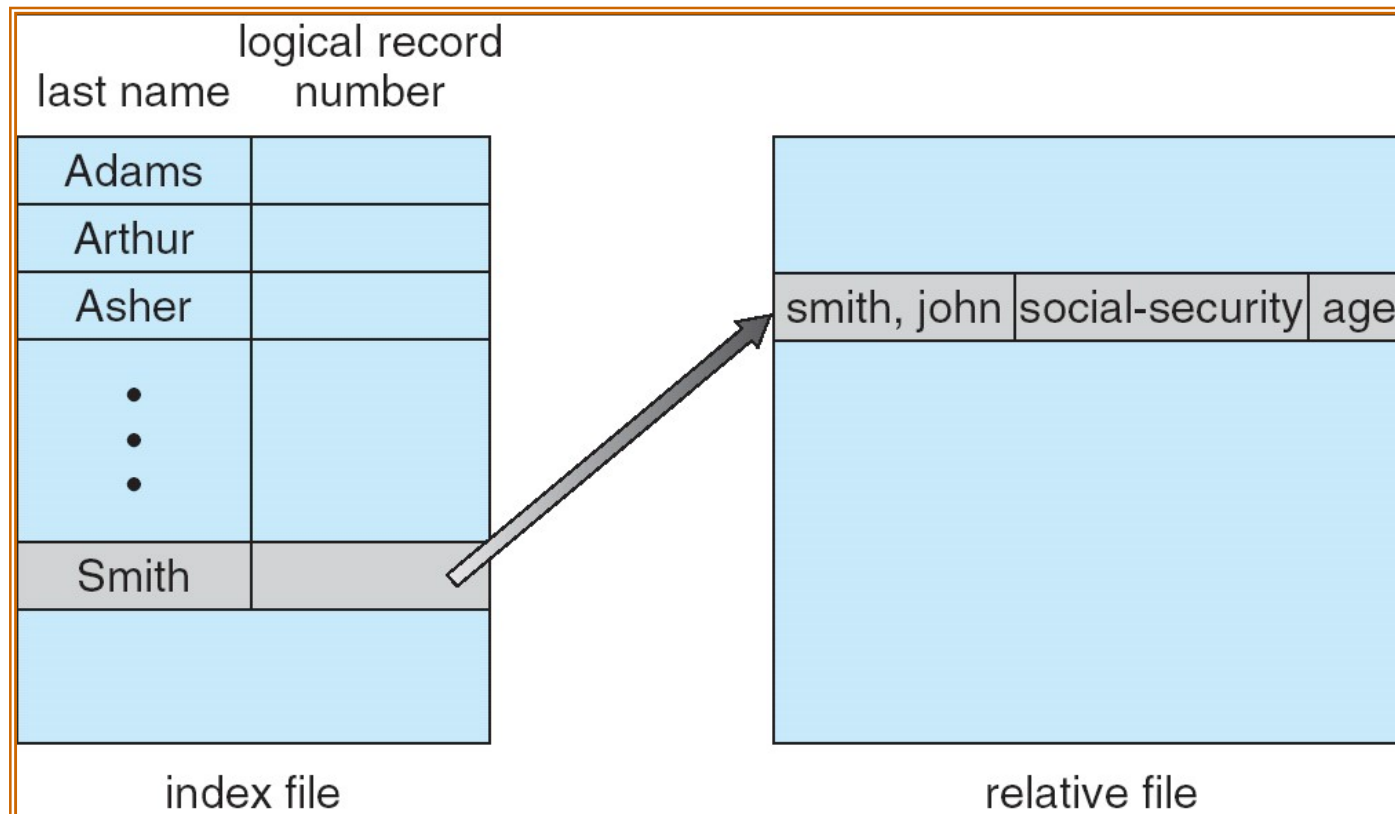 logical record
last name number
Adams
Arthur
Asher
Smith
smith, john social-security age
index file relative file